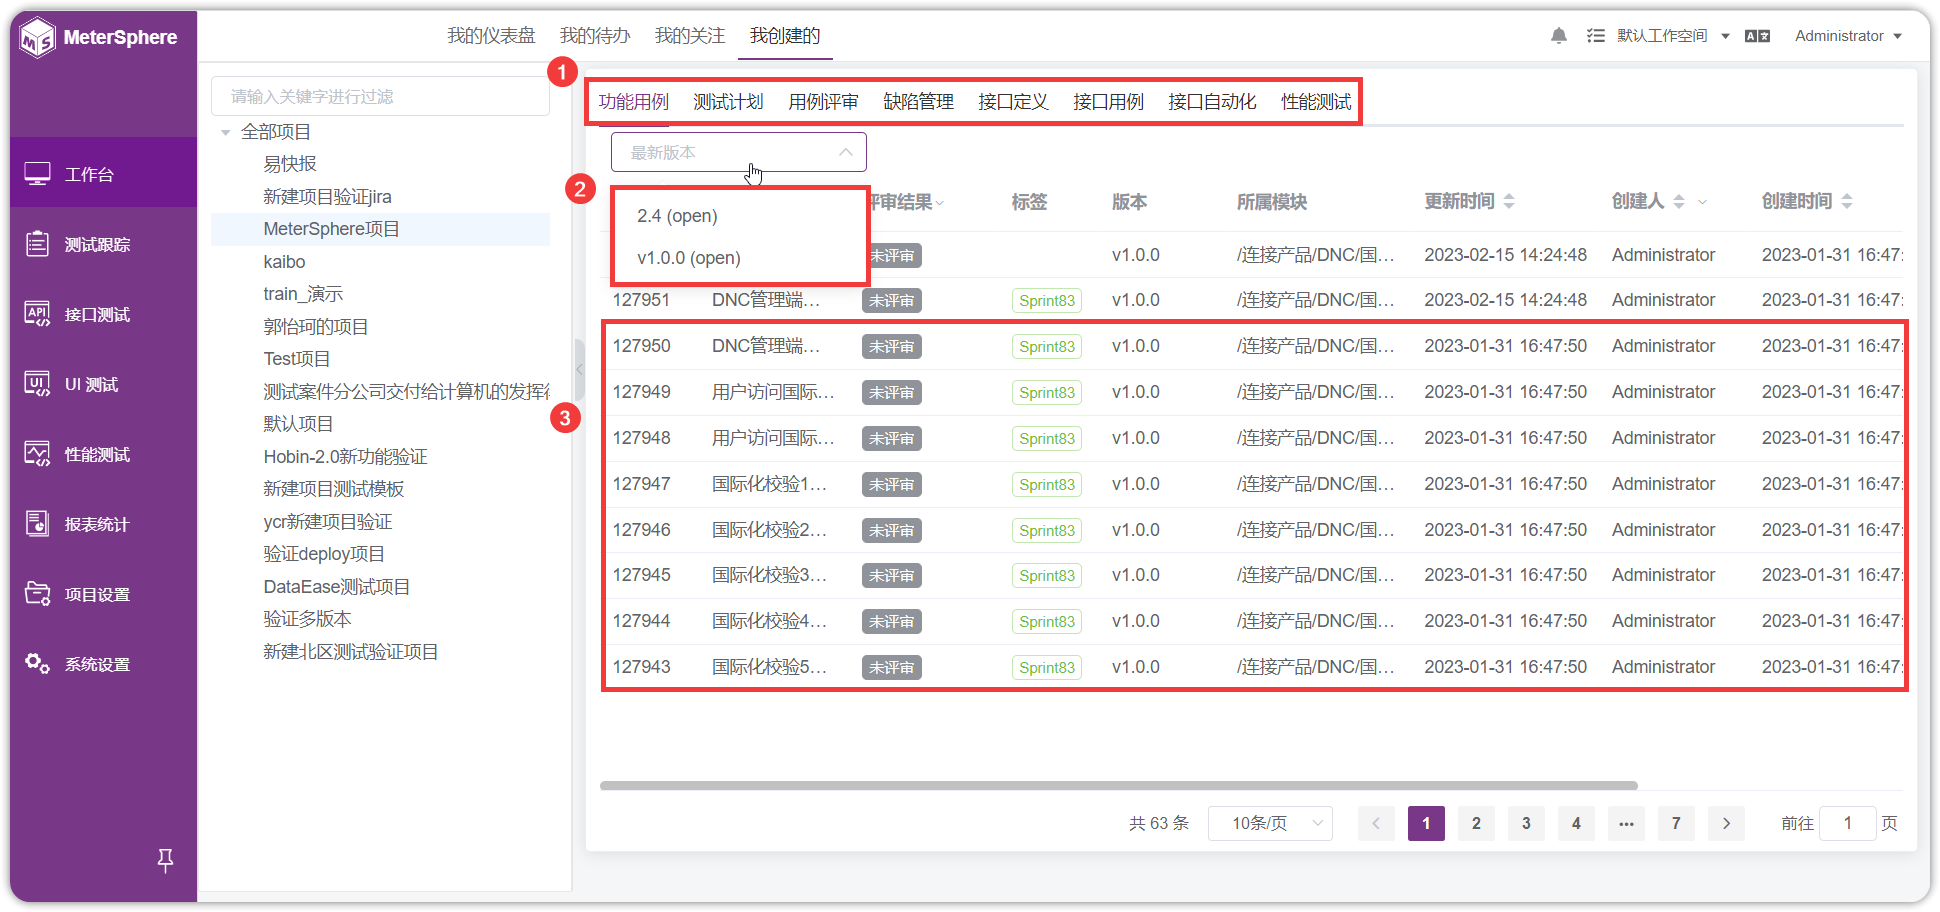 MeterSphere
我的仪表盘 我的待办 我的关注 我创建的
默认工作空间 Administrator
工作台
测试跟踪
接口测试
UI 测试
性能测试
报表统计
项目设置
系统设置
请输入关键字进行过滤
全部项目
易快报
新建项目验证jira
MeterSphere项目
kaibo
train_演示
郭怡珂的项目
Test项目
测试案件分公司交付给计算机的发挥
默认项目
Hobin-2.0新功能验证
新建项目测试模板
ycr新建项目验证
验证deploy项目
DataEase测试项目
验证多版本
新建北区测试验证项目
1
功能用例 测试计划 用例评审 缺陷管理 接口定义 接口用例 接口自动化 性能测试
最新版本
2
2.4 (open)
v1.0.0 (open)
评审结果 标签 版本 所属模块 更新时间 创建人 创建时间
未评审 v1.0.0 /连接产品/DNC/国... 2023-02-15 14:24:48 Administrator 2023-01-31 16:47:
127951 DNC管理端... 未评审 Sprint83 v1.0.0 /连接产品/DNC/国... 2023-02-15 14:24:48 Administrator 2023-01-31 16:47:
3
127950 DNC管理端... 未评审 Sprint83 v1.0.0 /连接产品/DNC/国... 2023-01-31 16:47:50 Administrator 2023-01-31 16:47:
127949 用户访问国际... 未评审 Sprint83 v1.0.0 /连接产品/DNC/国... 2023-01-31 16:47:50 Administrator 2023-01-31 16:47:
127948 用户访问国际... 未评审 Sprint83 v1.0.0 /连接产品/DNC/国... 2023-01-31 16:47:50 Administrator 2023-01-31 16:47:
127947 国际化校验1... 未评审 Sprint83 v1.0.0 /连接产品/DNC/国... 2023-01-31 16:47:50 Administrator 2023-01-31 16:47:
127946 国际化校验2... 未评审 Sprint83 v1.0.0 /连接产品/DNC/国... 2023-01-31 16:47:50 Administrator 2023-01-31 16:47:
127945 国际化校验3... 未评审 Sprint83 v1.0.0 /连接产品/DNC/国... 2023-01-31 16:47:50 Administrator 2023-01-31 16:47:
127944 国际化校验4... 未评审 Sprint83 v1.0.0 /连接产品/DNC/国... 2023-01-31 16:47:50 Administrator 2023-01-31 16:47:
127943 国际化校验5... 未评审 Sprint83 v1.0.0 /连接产品/DNC/国... 2023-01-31 16:47:50 Administrator 2023-01-31 16:47:
共 63 条 10条/页 1 2 3 4 ... 7 前往 1 页